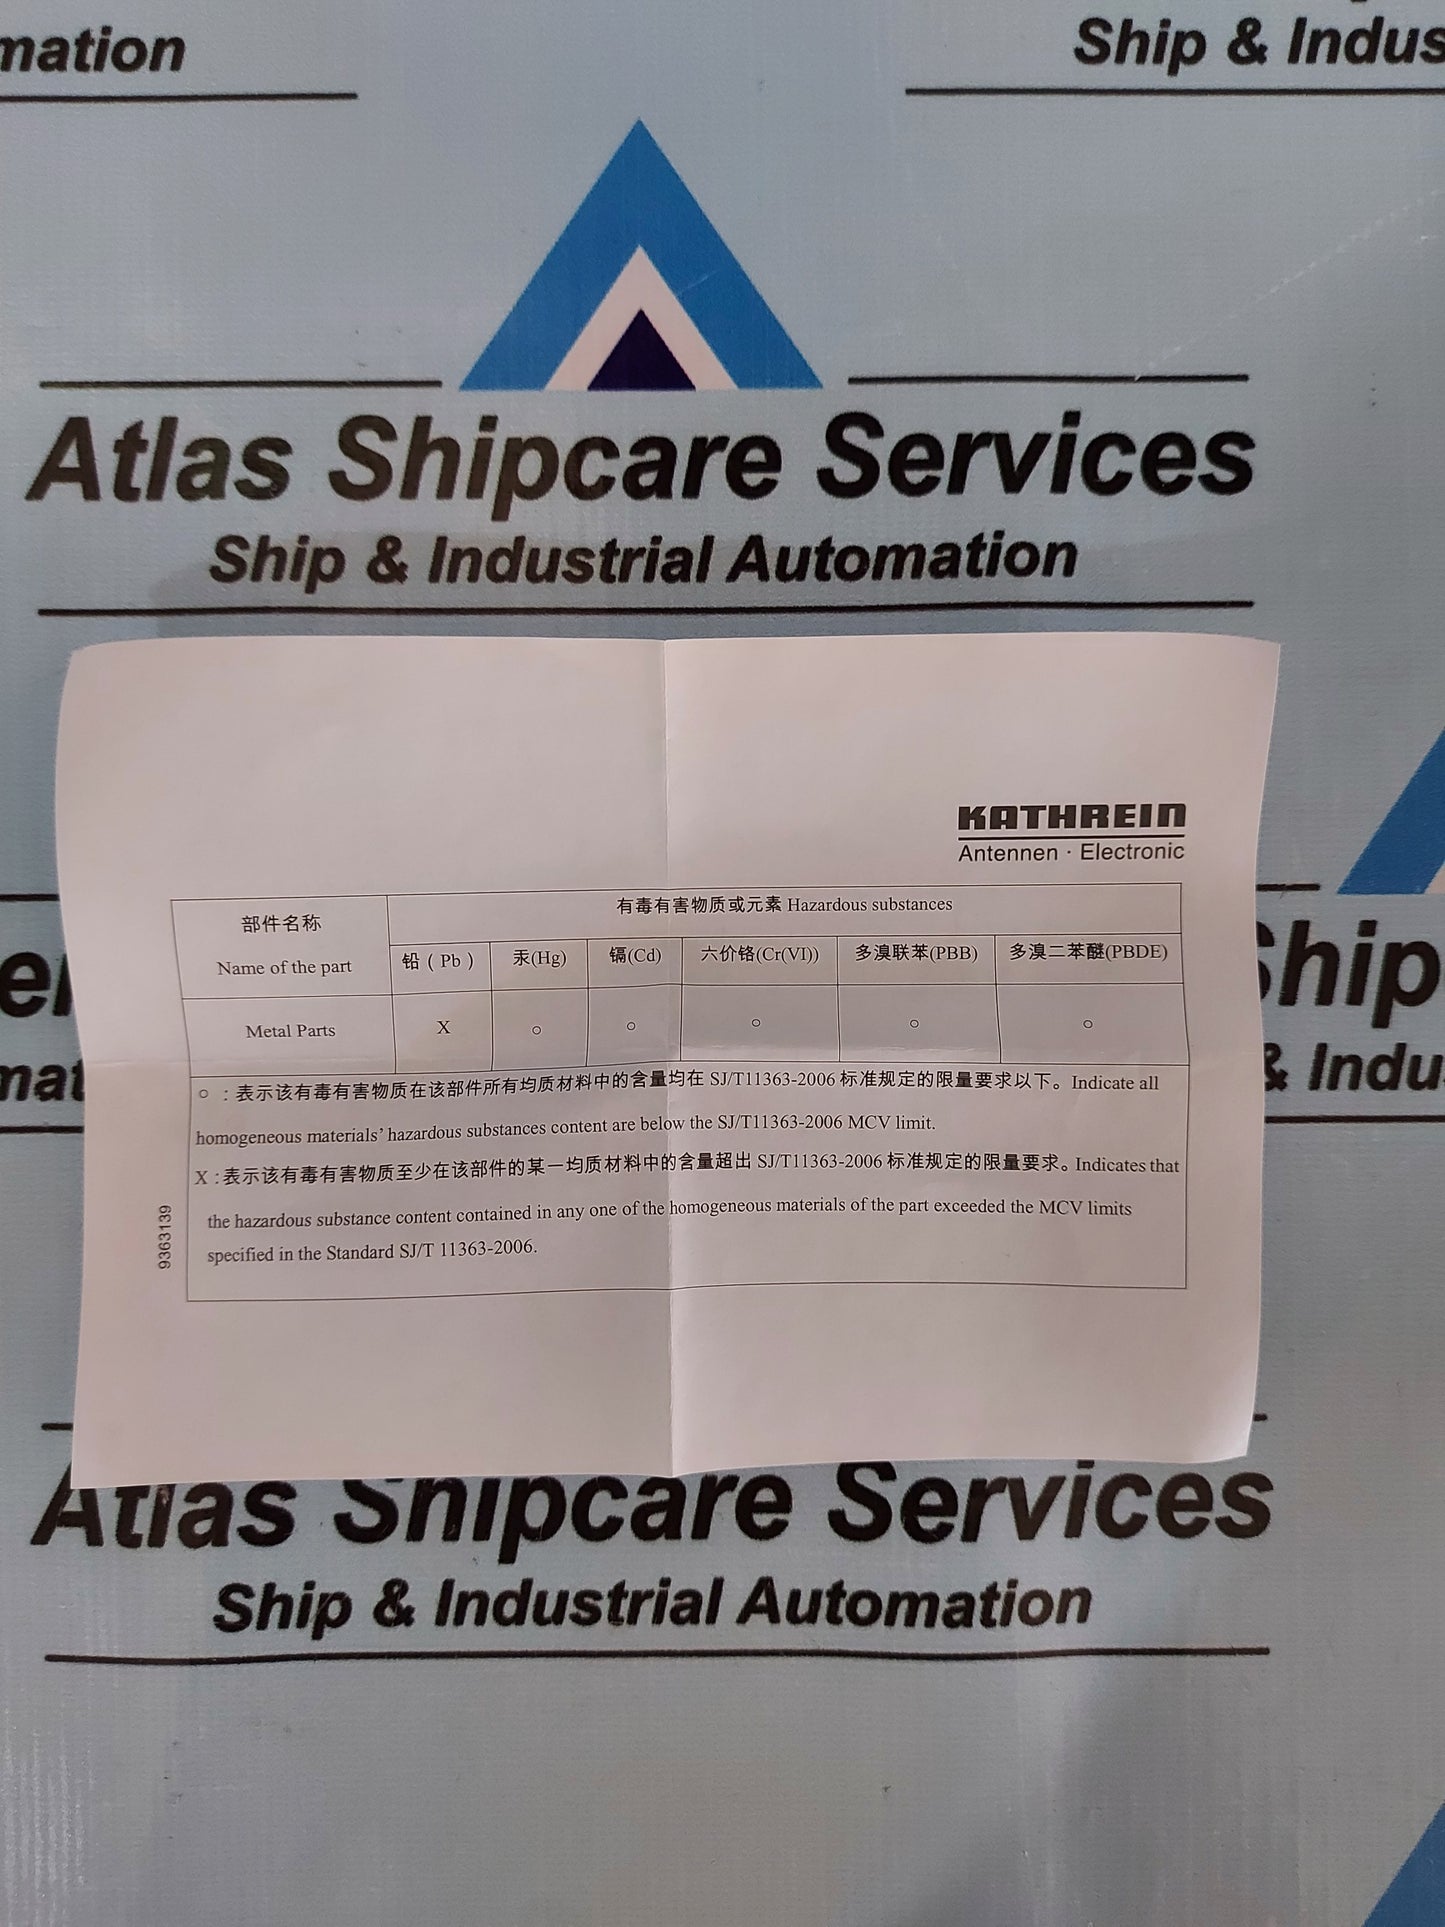 mation
Ship & Indus
Atlas Shipcare Services
Ship & Industrial Automation
KATHREIN
Antennen · Electronic
部件名称
Name of the part
有毒有害物质或元素 Hazardous substances
铅 ( Pb ) 汞(Hg) 镉(Cd) 六价铬(Cr(VI)) 多溴联苯(PBB) 多溴二苯醚(PBDE)
Metal Parts X ○ ○ ○ ○ ○
○ : 表示该有毒有害物质在该部件所有均质材料中的含量均在 SJ/T11363-2006 标准规定的限量要求以下。Indicate all
homogeneous materials' hazardous substances content are below the SJ/T11363-2006 MCV limit.
X : 表示该有毒有害物质至少在该部件的某一均质材料中的含量超出 SJ/T11363-2006 标准规定的限量要求。Indicates that
the hazardous substance content contained in any one of the homogeneous materials of the part exceeded the MCV limits
specified in the Standard SJ/T 11363-2006.
9363139
Ship
mat
& Indu
Atlas Shipcare Services
Ship & Industrial Automation